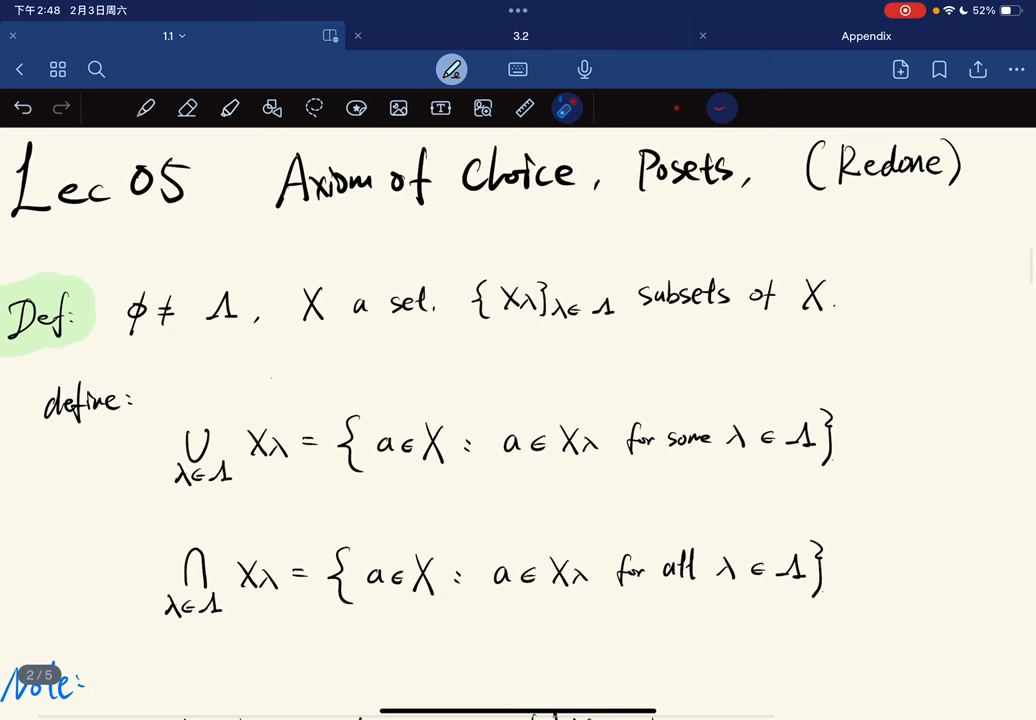 下午2:48 2月3日周六
52%
1.1
3.2
Appendix
Lec 05 Axiom of Choice, Posets, (Redone)
Def: ϕ ≠ Λ, X a set. {Xλ}λ∈Λ subsets of X.
define:
∪λ∈Λ Xλ = { a ∈ X : a ∈ Xλ for some λ ∈ Λ}
∩λ∈Λ Xλ = { a ∈ X : a ∈ Xλ for all λ ∈ Λ}
2/5
Note: